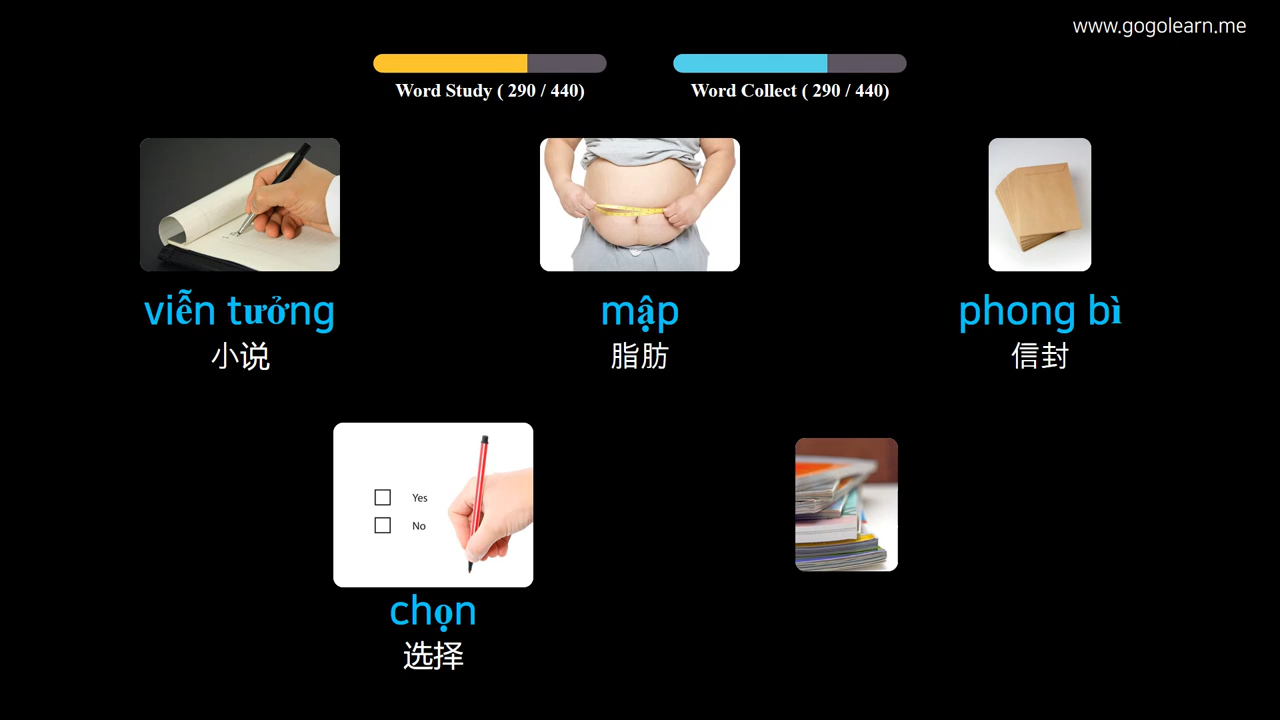 www.gogolearn.me
Word Study ( 290 / 440)
Word Collect ( 290 / 440)
viễn tưởng
小说
mập
脂肪
phong bì
信封
Yes
No
chọn
选择